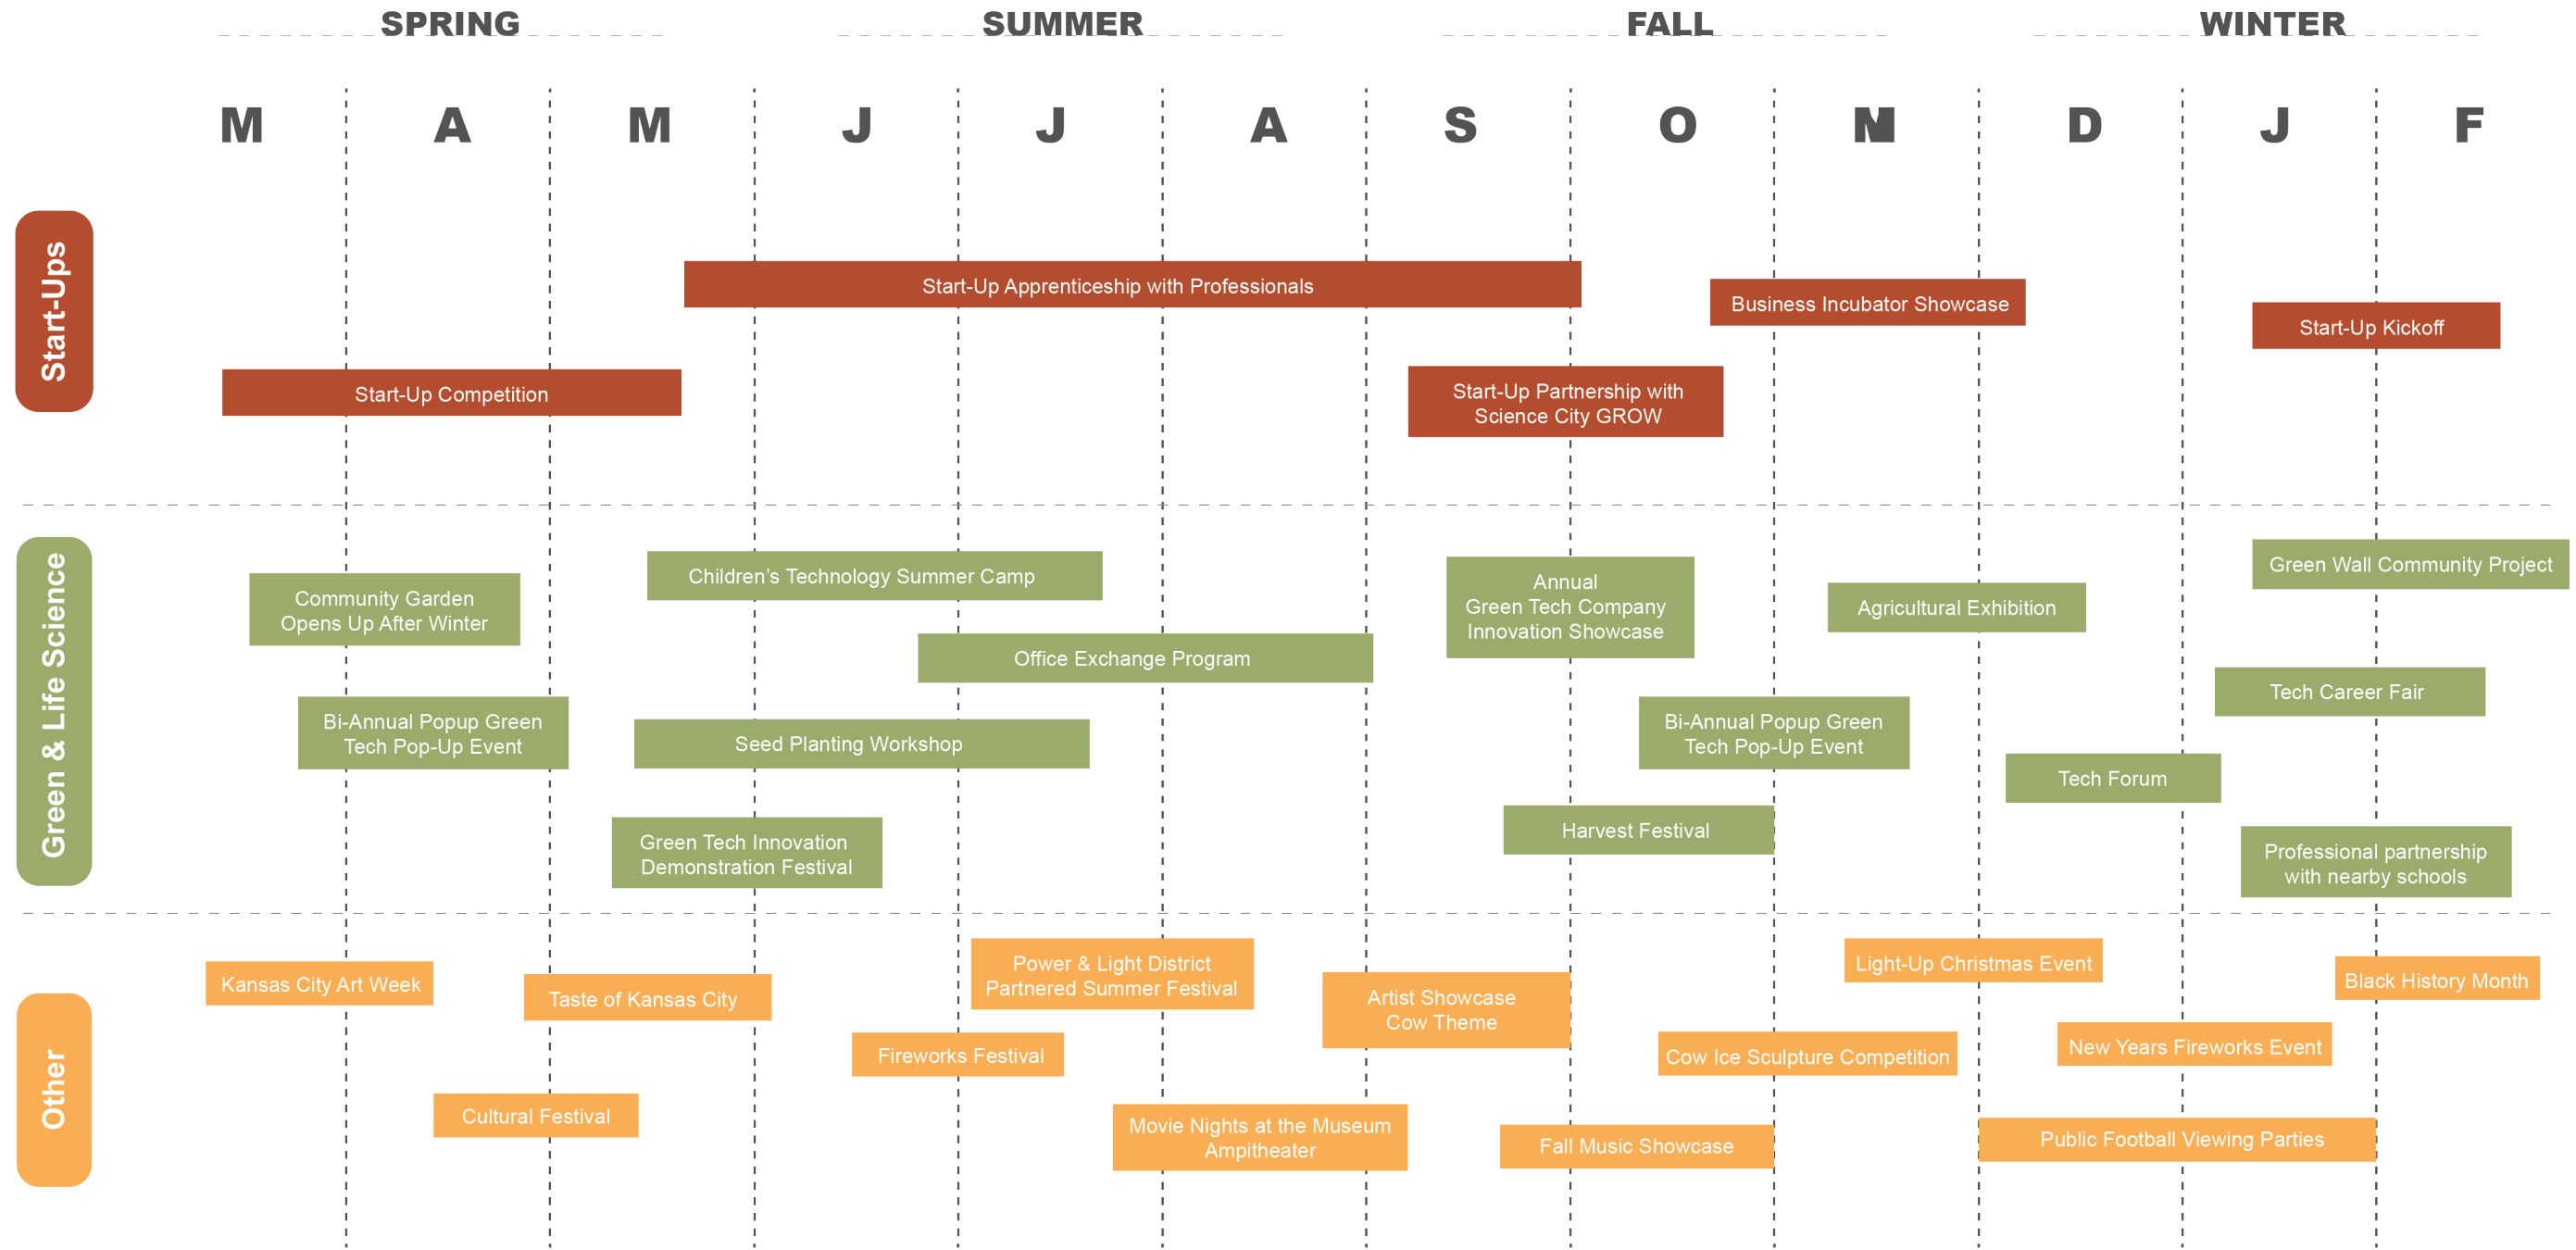 SPRING
SUMMER
FALL
WINTER
M A M J J A S O N D J F
Start-Ups
Start-Up Apprenticeship with Professionals
Business Incubator Showcase
Start-Up Kickoff
Start-Up Competition
Start-Up Partnership with
Science City GROW
Green & Life Science
Community Garden
Opens Up After Winter
Children’s Technology Summer Camp
Annual
Green Tech Company
Innovation Showcase
Agricultural Exhibition
Green Wall Community Project
Office Exchange Program
Tech Career Fair
Bi-Annual Popup Green
Tech Pop-Up Event
Seed Planting Workshop
Bi-Annual Popup Green
Tech Pop-Up Event
Tech Forum
Green Tech Innovation
Demonstration Festival
Harvest Festival
Professional partnership
with nearby schools
Other
Kansas City Art Week
Taste of Kansas City
Power & Light District
Partnered Summer Festival
Artist Showcase
Cow Theme
Light-Up Christmas Event
Black History Month
Fireworks Festival
Cow Ice Sculpture Competition
New Years Fireworks Event
Cultural Festival
Movie Nights at the Museum
Ampitheater
Fall Music Showcase
Public Football Viewing Parties